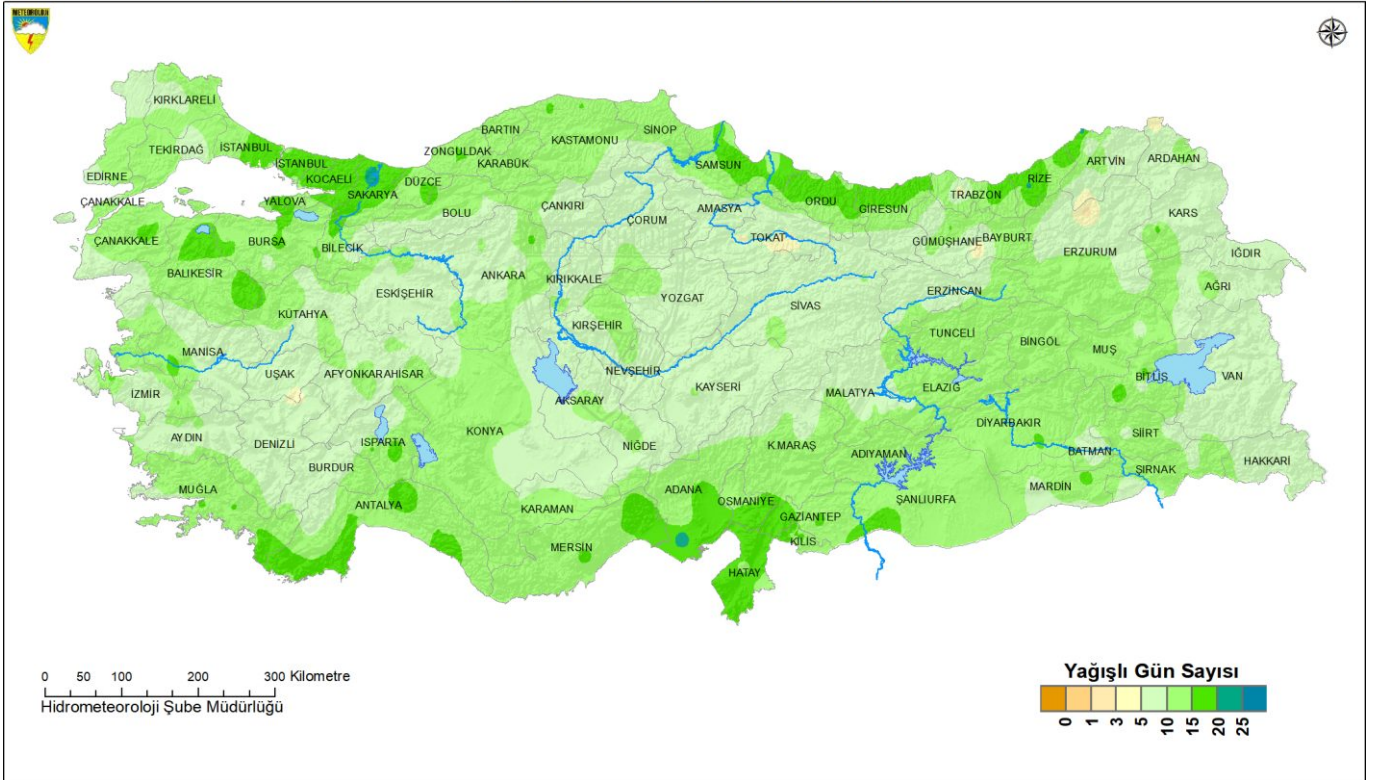 METEOROLOJİ
KIRKLARELİ
TEKİRDAĞ
İSTANBUL
İSTANBUL
EDİRNE
KOCAELİ
SAKARYA
DÜZCE
ZONGULDAK
BARTIN
KARABÜK
KASTAMONU
SİNOP
SAMSUN
ORDU
GİRESUN
TRABZON
RİZE
ARTVİN
ARDAHAN
ÇANAKKALE
YALOVA
BOLU
ÇANKIRI
ÇORUM
AMASYA
TOKAT
GÜMÜŞHANE
BAYBURT
KARS
ÇANAKKALE
BURSA
BİLECİK
BALIKESİR
ESKİŞEHİR
ANKARA
KIRIKKALE
YOZGAT
SİVAS
ERZİNCAN
ERZURUM
IĞDIR
AĞRI
KÜTAHYA
KIRŞEHİR
TUNCELİ
BİNGÖL
MUŞ
MANİSA
UŞAK
AFYONKARAHİSAR
NEVŞEHİR
KAYSERİ
MALATYA
ELAZIĞ
BİTLİS
VAN
İZMİR
AKSARAY
DİYARBAKIR
AYDIN
DENİZLİ
ISPARTA
KONYA
NİĞDE
K.MARAŞ
ADIYAMAN
BATMAN
SİİRT
HAKKARİ
BURDUR
ŞIRNAK
MARDİN
MUĞLA
ANTALYA
KARAMAN
ADANA
OSMANİYE
GAZİANTEP
ŞANLIURFA
MERSİN
KİLİS
HATAY
0 50 100 200 300 Kilometre
Hidrometeoroloji Şube Müdürlüğü
Yağışlı Gün Sayısı
0 1 3 5 10 15 20 25